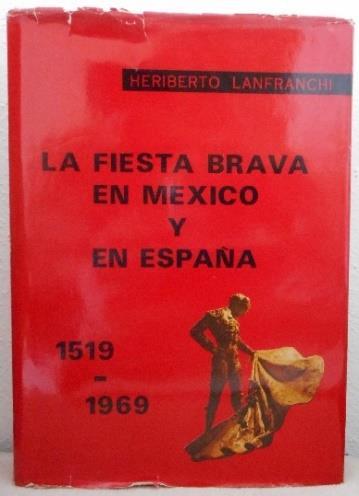 HERIBERTO LANFRANCHI
LA FIESTA BRAVA
EN MEXICO
Y
EN ESPAÑA
1519
-
1969